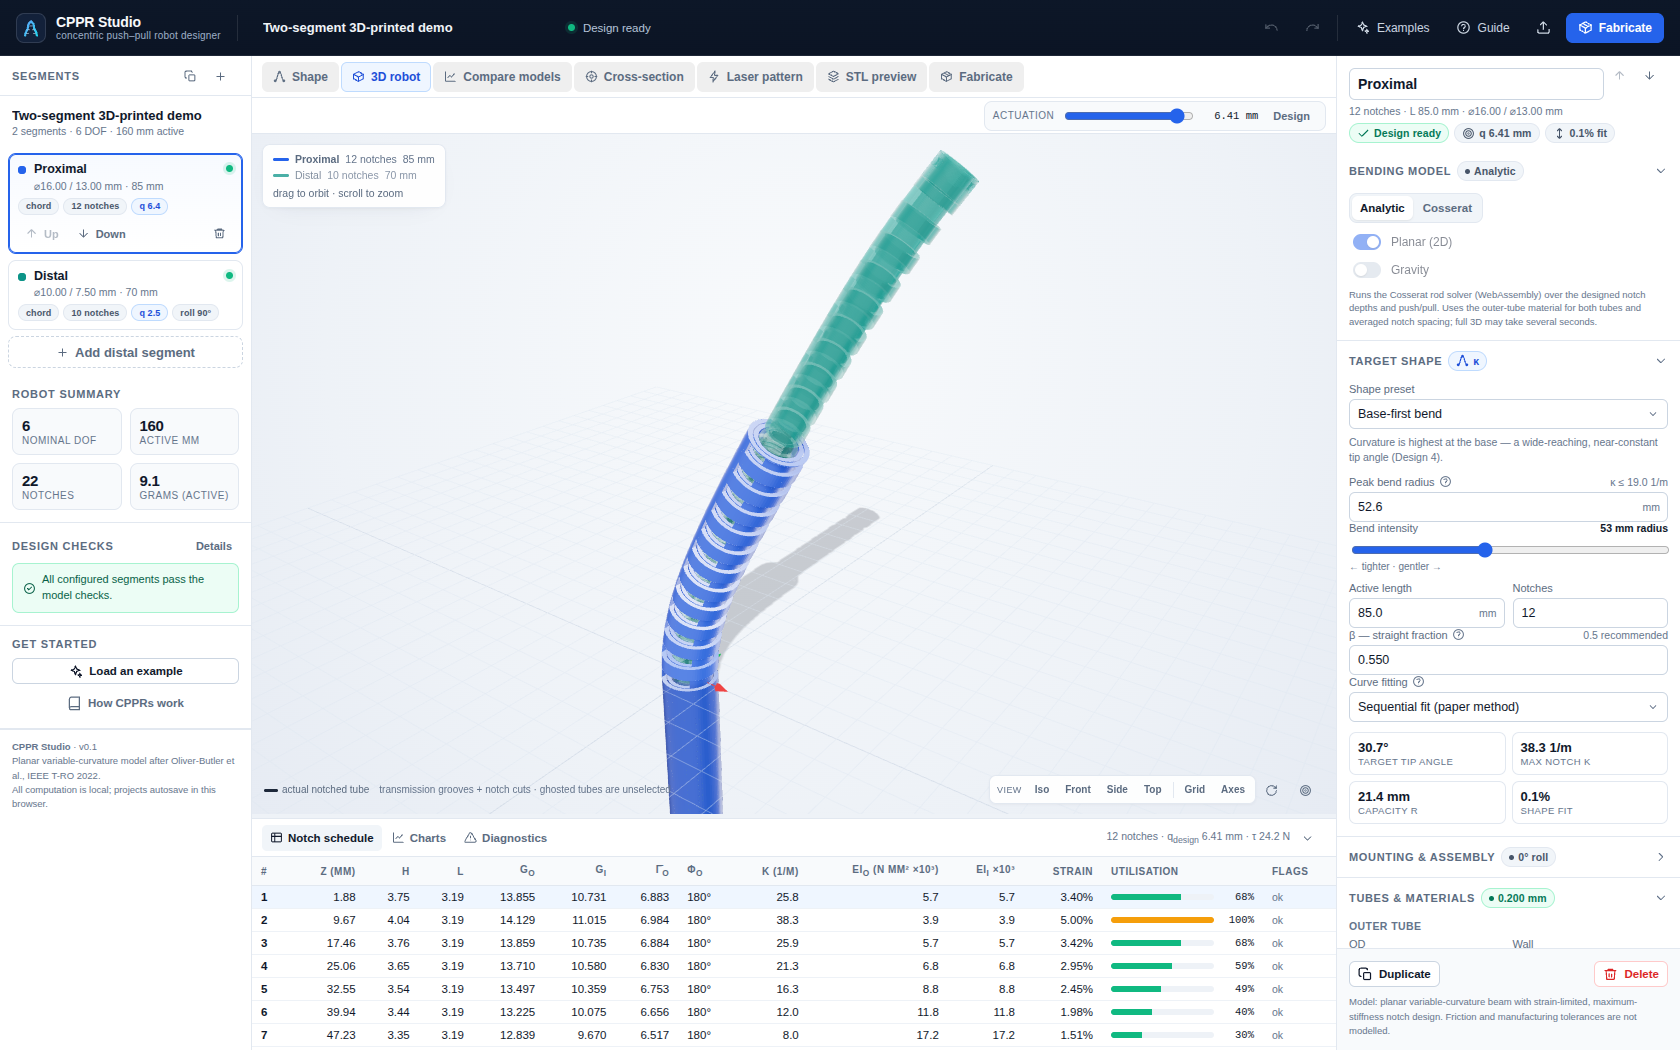 CPPR Studio
concentric push–pull robot designer
Two-segment 3D-printed demo
Design ready
Examples
Guide
Fabricate
SEGMENTS
Two-segment 3D-printed demo
2 segments · 6 DOF · 160 mm active
Proximal
⌀16.00 / 13.00 mm · 85 mm
chord
12 notches
q 6.4
Up
Down
Distal
⌀10.00 / 7.50 mm · 70 mm
chord
10 notches
q 2.5
roll 90°
Add distal segment
ROBOT SUMMARY
6
NOMINAL DOF
160
ACTIVE MM
22
NOTCHES
9.1
GRAMS (ACTIVE)
DESIGN CHECKS
Details
All configured segments pass the
model checks.
GET STARTED
Load an example
How CPPRs work
CPPR Studio · v0.1
Planar variable-curvature model after Oliver-Butler et
al., IEEE T-RO 2022.
All computation is local; projects autosave in this
browser.
Shape
3D robot
Compare models
Cross-section
Laser pattern
STL preview
Fabricate
ACTUATION
6.41 mm
Design
Proximal 12 notches 85 mm
Distal 10 notches 70 mm
drag to orbit · scroll to zoom
actual notched tube transmission grooves + notch cuts · ghosted tubes are unselected
VIEW
Iso
Front
Side
Top
Grid
Axes
Notch schedule
Charts
Diagnostics
12 notches · qdesign 6.41 mm · τ 24.2 N
# Z (MM) H L GO GI ΓO ΦO Κ (1/M) EIO (N MM² ×10³) EII ×10³ STRAIN UTILISATION FLAGS
1 1.88 3.75 3.19 13.855 10.731 6.883 180° 25.8 5.7 5.7 3.40% 68% ok
2 9.67 4.04 3.19 14.129 11.015 6.984 180° 38.3 3.9 3.9 5.00% 100% ok
3 17.46 3.76 3.19 13.859 10.735 6.884 180° 25.9 5.7 5.7 3.42% 68% ok
4 25.06 3.65 3.19 13.710 10.580 6.830 180° 21.3 6.8 6.8 2.95% 59% ok
5 32.55 3.54 3.19 13.497 10.359 6.753 180° 16.3 8.8 8.8 2.45% 49% ok
6 39.94 3.44 3.19 13.225 10.075 6.656 180° 12.0 11.8 11.8 1.98% 40% ok
7 47.23 3.35 3.19 12.839 9.670 6.517 180° 8.0 17.2 17.2 1.51% 30% ok
Proximal
12 notches · L 85.0 mm · ⌀16.00 / ⌀13.00 mm
Design ready
q 6.41 mm
0.1% fit
BENDING MODEL
Analytic
Analytic
Cosserat
Planar (2D)
Gravity
Runs the Cosserat rod solver (WebAssembly) over the designed notch
depths and push/pull. Uses the outer-tube material for both tubes and
averaged notch spacing; full 3D may take several seconds.
TARGET SHAPE
κ
Shape preset
Base-first bend
Curvature is highest at the base — a wide-reaching, near-constant
tip angle (Design 4).
Peak bend radius
κ ≤ 19.0 1/m
52.6
mm
Bend intensity
53 mm radius
← tighter · gentler →
Active length
Notches
85.0
mm
12
β — straight fraction
0.5 recommended
0.550
Curve fitting
Sequential fit (paper method)
30.7°
TARGET TIP ANGLE
38.3 1/m
MAX NOTCH Κ
21.4 mm
CAPACITY R
0.1%
SHAPE FIT
MOUNTING & ASSEMBLY
0° roll
TUBES & MATERIALS
0.200 mm
OUTER TUBE
OD
Wall
Duplicate
Delete
Model: planar variable-curvature beam with strain-limited, maximum-
stiffness notch design. Friction and manufacturing tolerances are not
modelled.